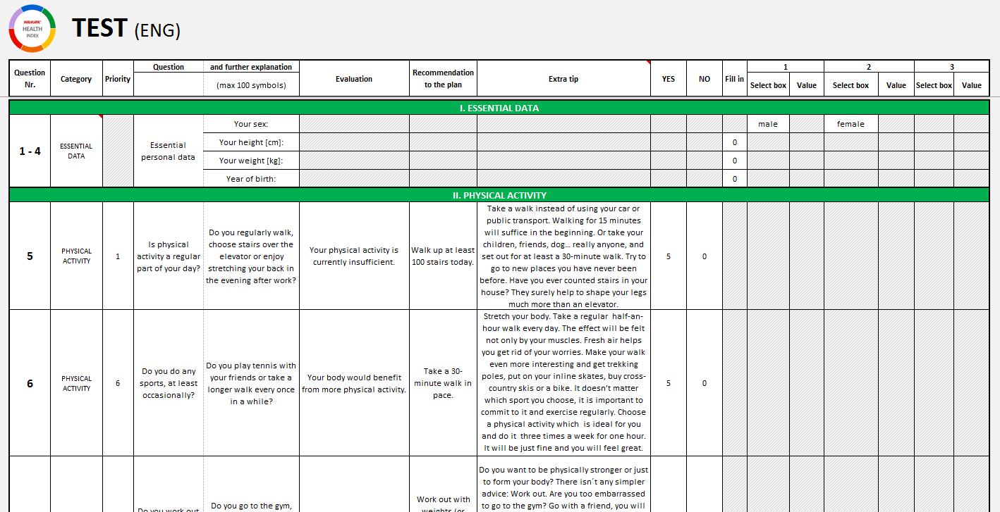 WALMARK
HEALTH
INDEX
TEST (ENG)
Question
Nr.
Category
Priority
Question
and further explanation
(max 100 symbols)
Evaluation
Recommendation
to the plan
Extra tip
YES
NO
Fill in
1
Select box
Value
2
Select box
Value
3
Select box
Value
I. ESSENTIAL DATA
1 - 4
ESSENTIAL
DATA
Essential
personal data
Your sex:
male
female
Your height [cm]:
0
Your weight [kg]:
0
Year of birth:
0
II. PHYSICAL ACTIVITY
5
PHYSICAL
ACTIVITY
1
Is physical
activity a regular
part of your day?
Do you regularly walk,
choose stairs over the
elevator or enjoy
stretching your back in
the evening after work?
Your physical activity is
currently insufficient.
Walk up at least
100 stairs today.
Take a walk instead of using your car or
public transport. Walking for 15 minutes
will suffice in the beginning. Or take your
children, friends, dog... really anyone, and
set out for at least a 30-minute walk. Try to
go to new places you have never been
before. Have you ever counted stairs in your
house? They surely help to shape your legs
much more than an elevator.
5
0
6
PHYSICAL
ACTIVITY
6
Do you do any
sports, at least
occasionally?
Do you play tennis with
your friends or take a
longer walk every once
in a while?
Your body would benefit
from more physical activity.
Take a 30-
minute walk in
pace.
Stretch your body. Take a regular  half-an-
hour walk every day. The effect will be felt
not only by your muscles. Fresh air helps
you get rid of your worries. Make your walk
even more interesting and get trekking
poles, put on your inline skates, buy cross-
country skis or a bike. It doesn’t matter
which sport you choose, it is important to
commit to it and exercise regularly. Choose
a physical activity which  is ideal for you
and do it  three times a week for one hour.
It will be just fine and you will feel great.
5
0
Do you work out
Do you go to the gym,
Work out with
weights (or
Do you want to be physically stronger or just
to form your body? There isn´t any simpler
advice: Work out. Are you too embarrassed
to go to the gym? Go with a friend, you will